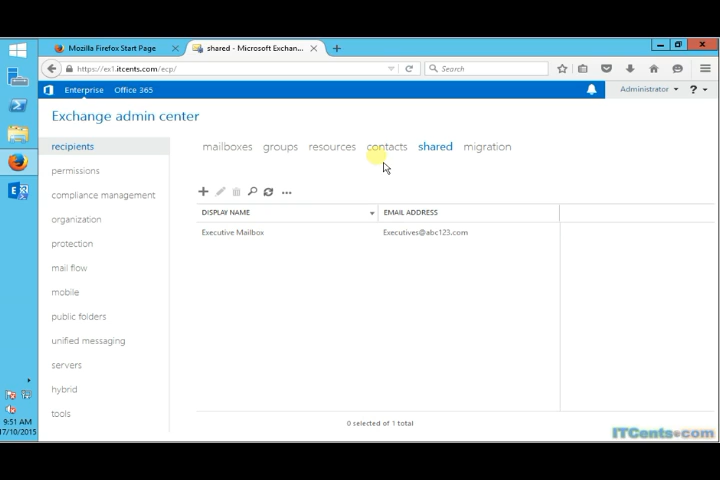 Mozilla Firefox Start Page
shared - Microsoft Exchan...
https://ex1.itcents.com/ecp/
Search
Enterprise Office 365
Administrator ?
Exchange admin center
recipients
permissions
compliance management
organization
protection
mail flow
mobile
public folders
unified messaging
servers
hybrid
tools
mailboxes groups resources contacts shared migration
DISPLAY NAME EMAIL ADDRESS
Executive Mailbox Executives@abc123.com
0 selected of 1 total
9:51 AM
17/10/2015
ITCents.com